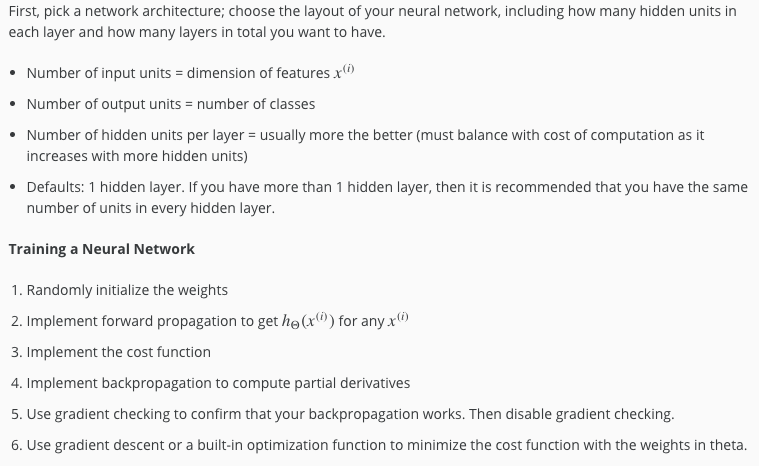 First, pick a network architecture; choose the layout of your neural network, including how many hidden units in
each layer and how many layers in total you want to have.
• Number of input units = dimension of features x⁽ⁱ⁾
• Number of output units = number of classes
• Number of hidden units per layer = usually more the better (must balance with cost of computation as it
increases with more hidden units)
• Defaults: 1 hidden layer. If you have more than 1 hidden layer, then it is recommended that you have the same
number of units in every hidden layer.
Training a Neural Network
1. Randomly initialize the weights
2. Implement forward propagation to get hΘ(x⁽ⁱ⁾) for any x⁽ⁱ⁾
3. Implement the cost function
4. Implement backpropagation to compute partial derivatives
5. Use gradient checking to confirm that your backpropagation works. Then disable gradient checking.
6. Use gradient descent or a built-in optimization function to minimize the cost function with the weights in theta.